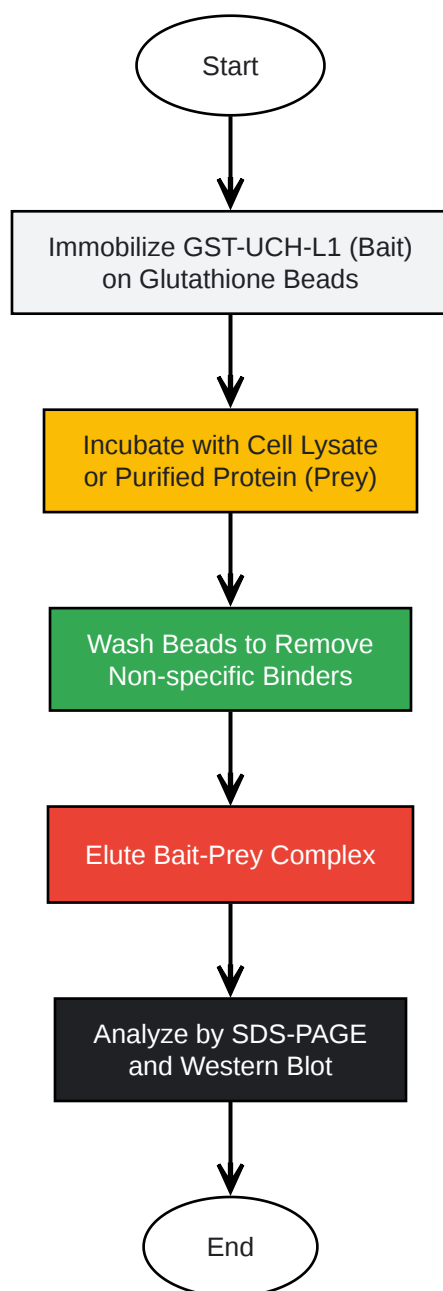 Start
Immobilize GST-UCH-L1 (Bait)
on Glutathione Beads
Incubate with Cell Lysate
or Purified Protein (Prey)
Wash Beads to Remove
Non-specific Binders
Elute Bait-Prey Complex
Analyze by SDS-PAGE
and Western Blot
End